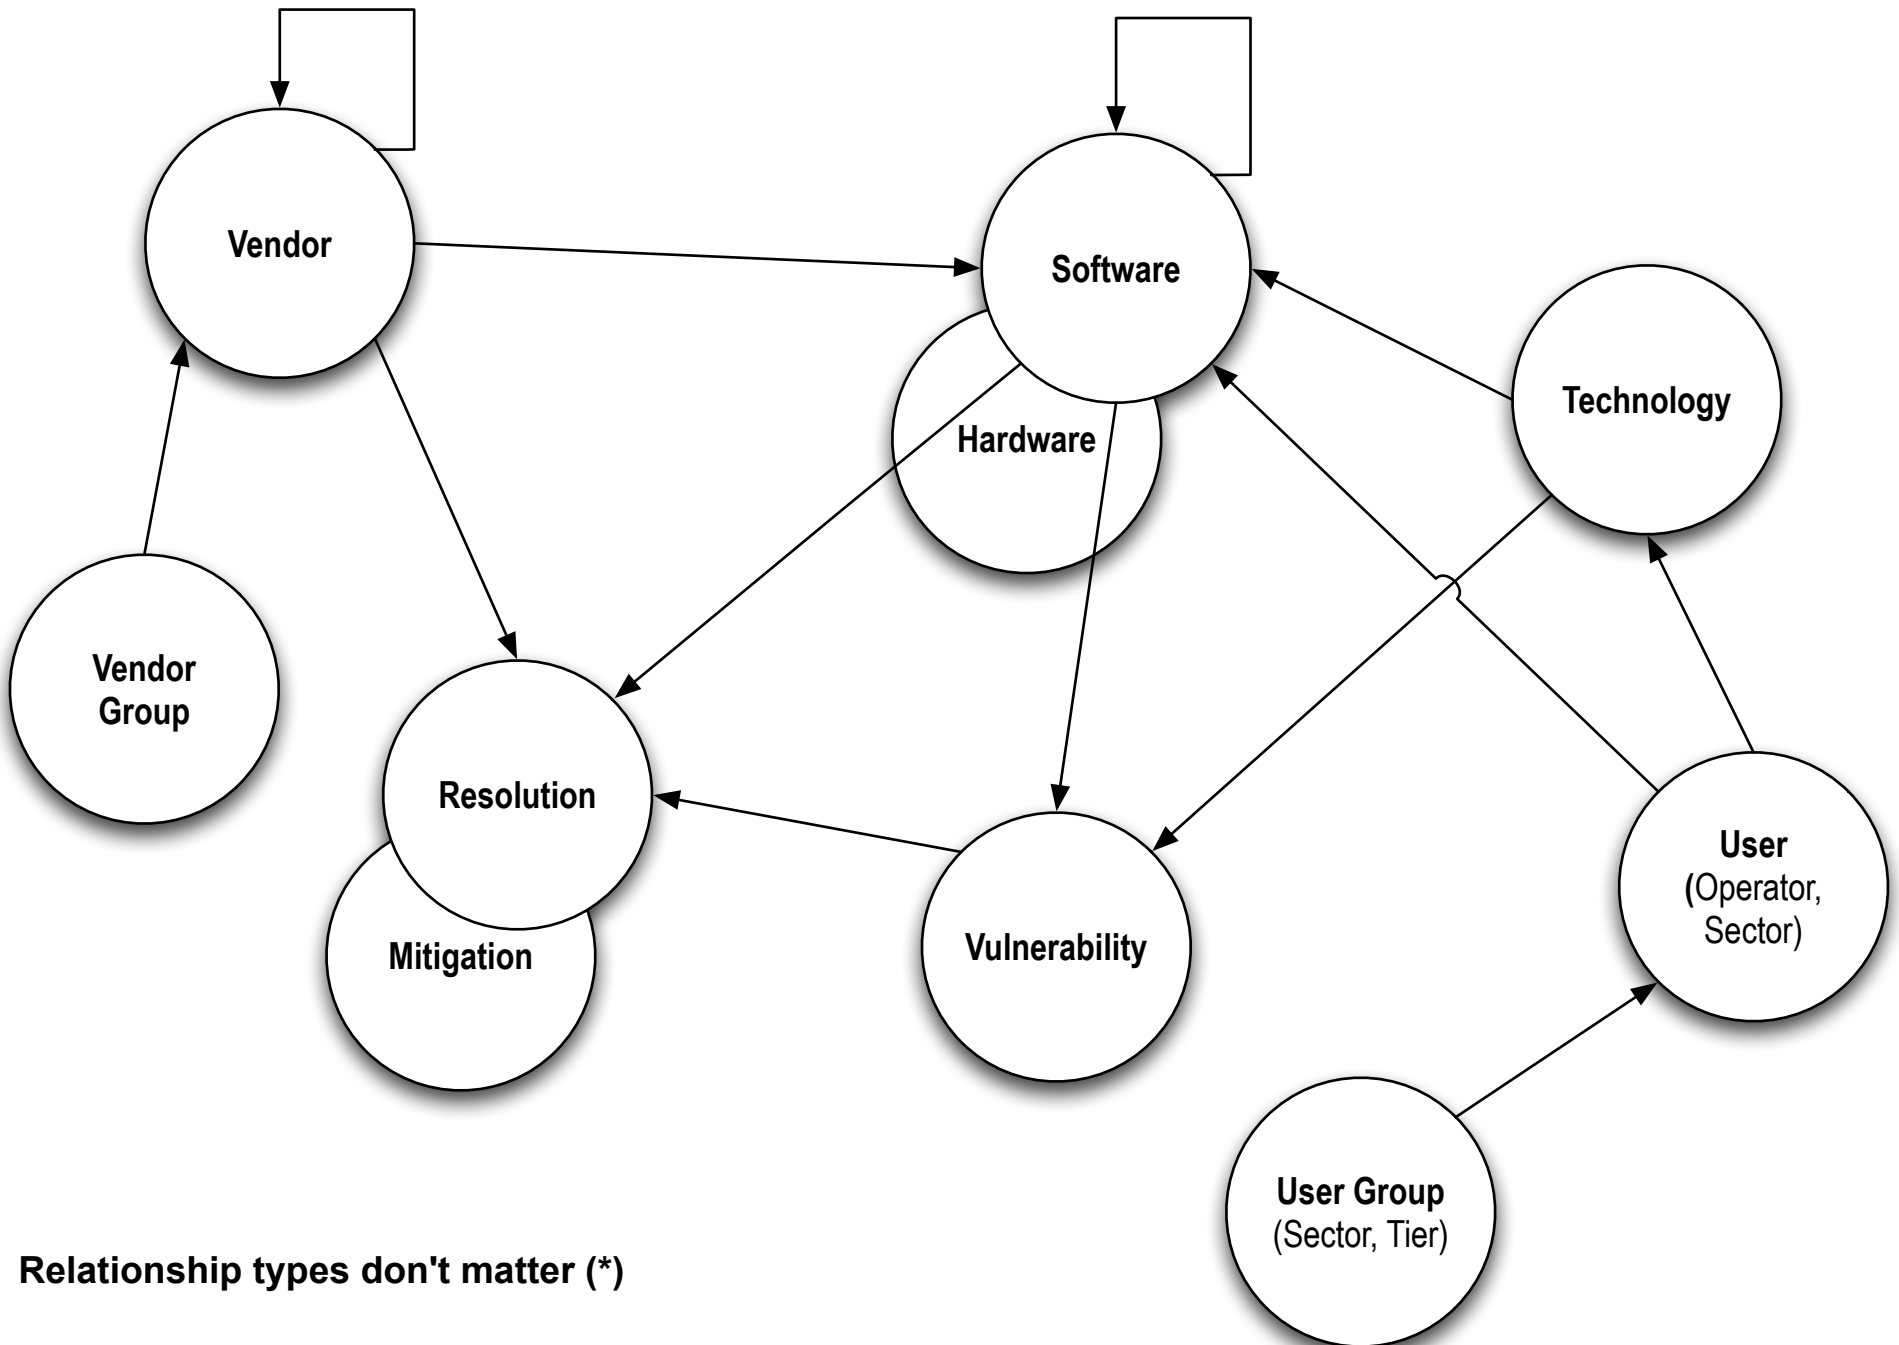 Vendor
Software
Technology
Hardware
Vendor
Group
Resolution
User
(Operator,
Sector)
Mitigation
Vulnerability
User Group
(Sector, Tier)
Relationship types don't matter (*)